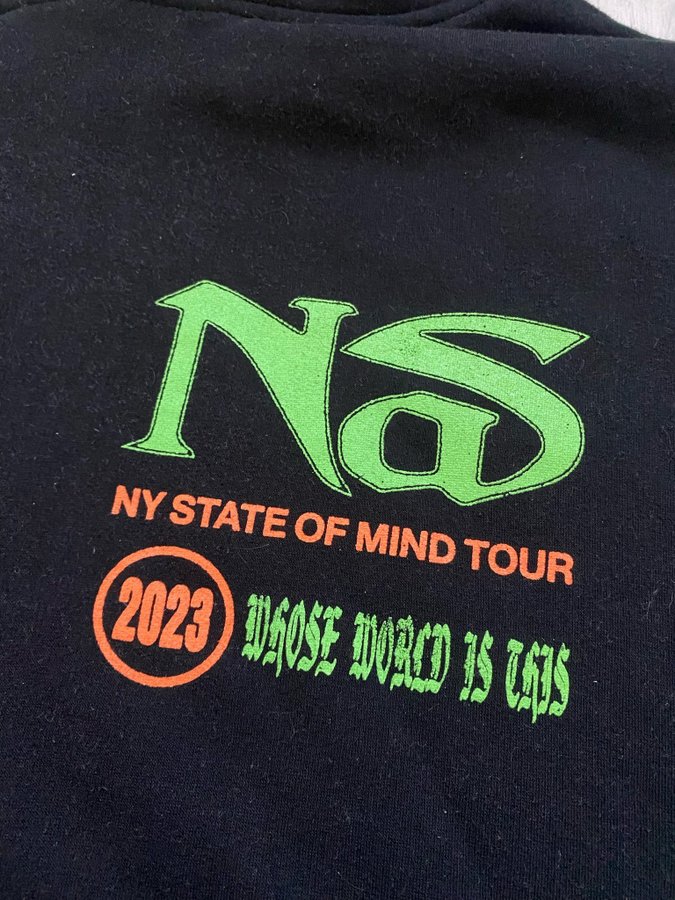 Nas
NY STATE OF MIND TOUR
2023 WHOSE WORLD IS THIS